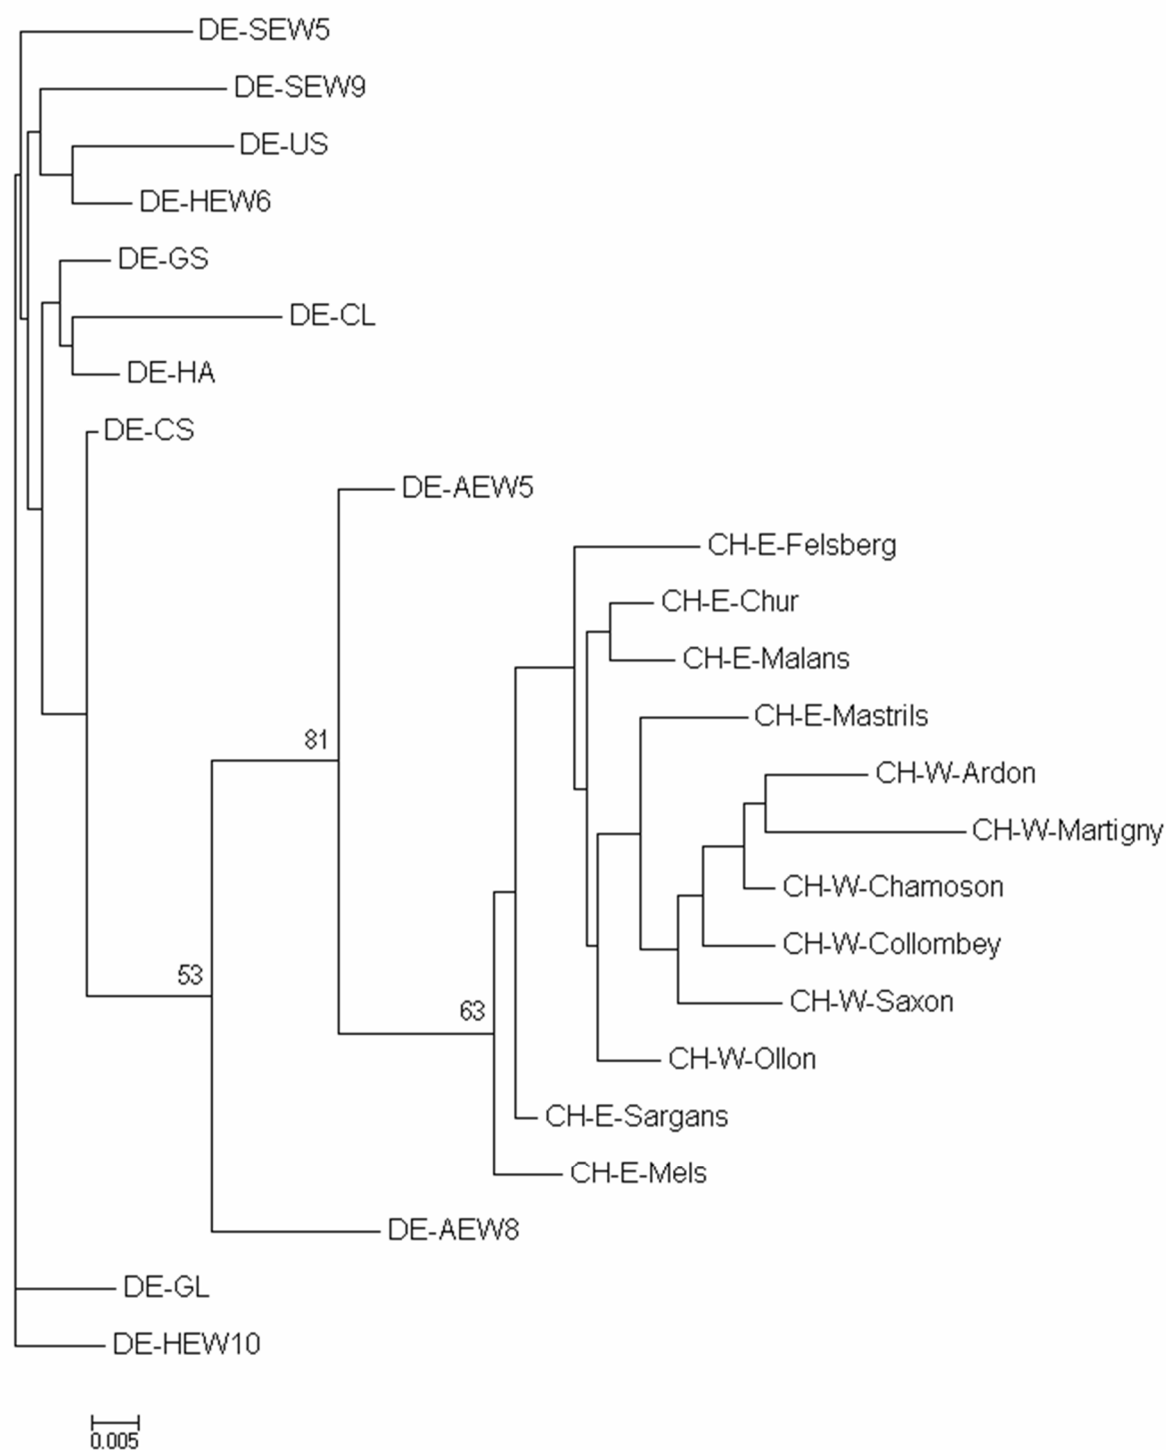 DE-SEW5
DE-SEW9
DE-US
DE-HEW6
DE-GS
DE-CL
DE-HA
DE-CS
DE-AEW5
CH-E-Felsberg
CH-E-Chur
CH-E-Malans
CH-E-Mastrils
81
CH-W-Ardon
CH-W-Martigny
CH-W-Chamoson
CH-W-Collombey
53
CH-W-Saxon
63
CH-W-Ollon
CH-E-Sargans
CH-E-Mels
DE-AEW8
DE-GL
DE-HEW10
0.005